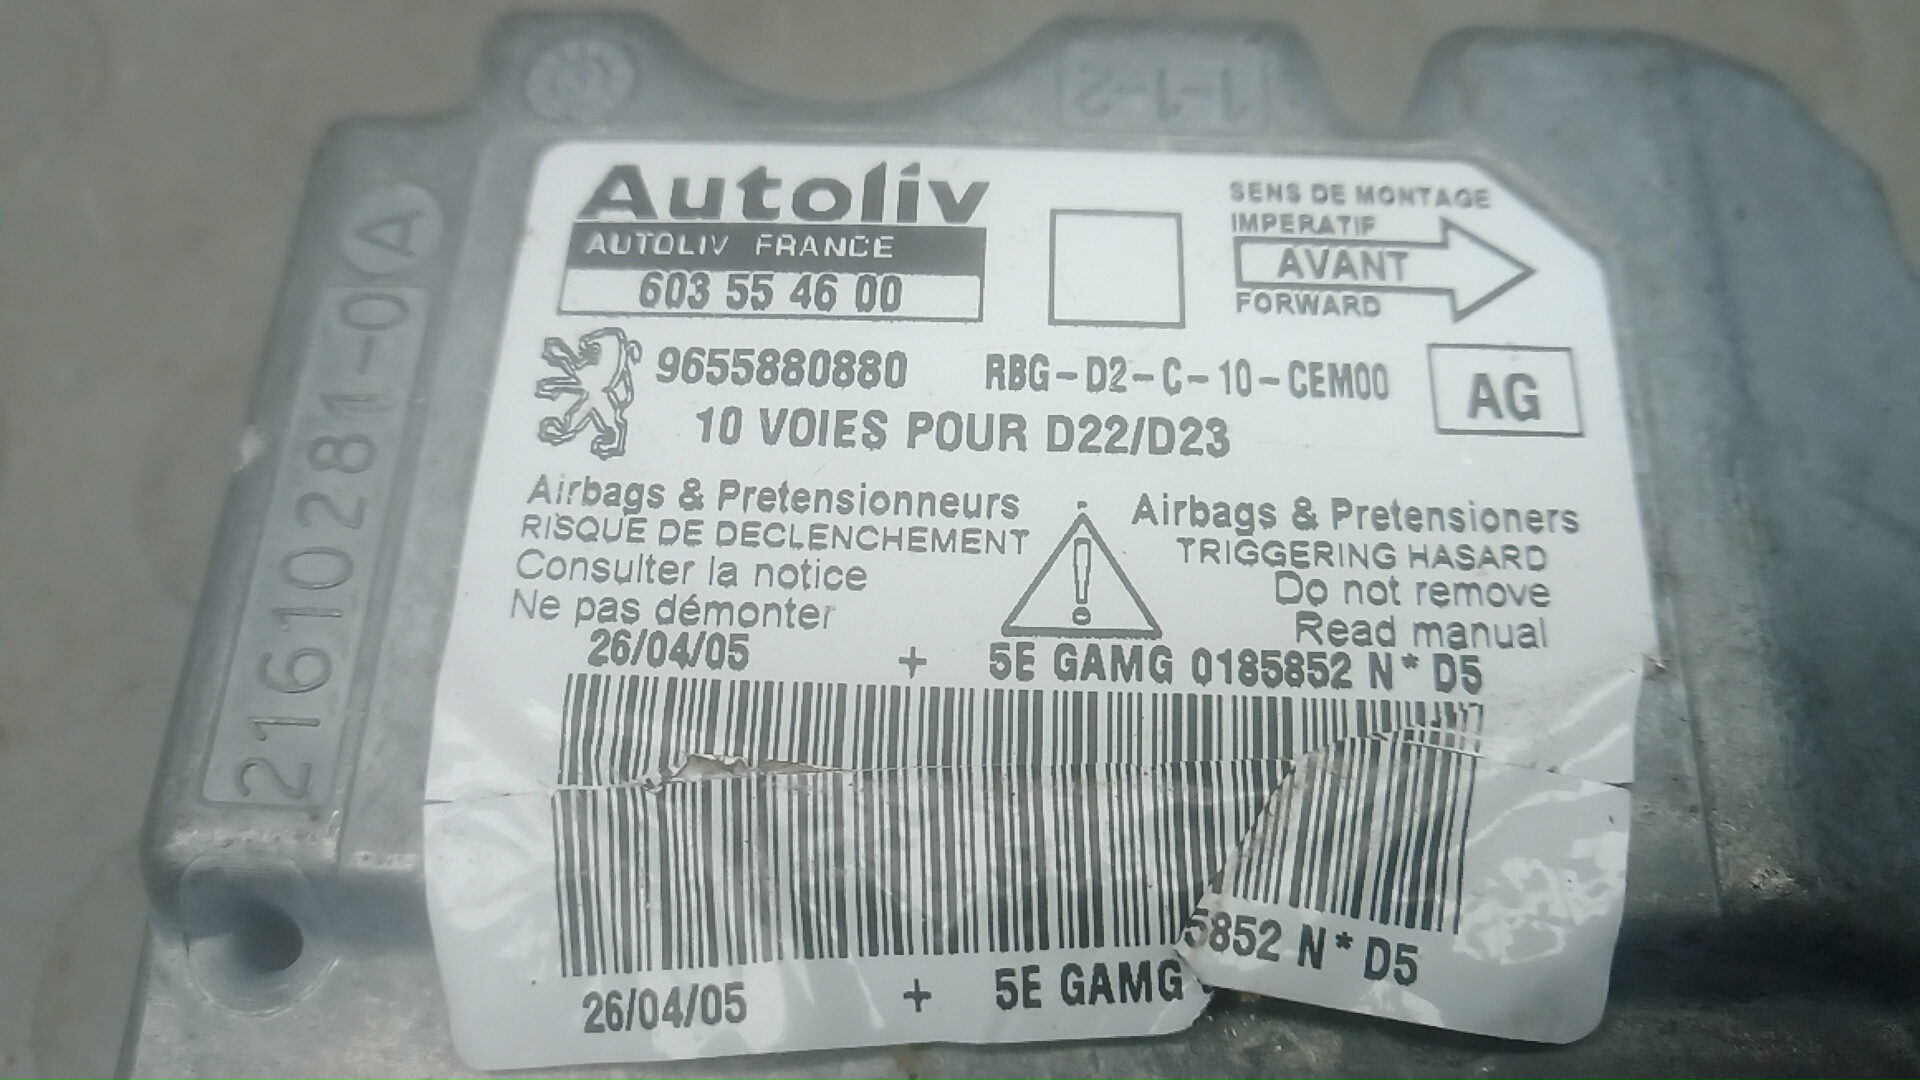 1-1-2
Autoliv
AUTOLIV FRANCE
603 55 46 00
SENS DE MONTAGE
IMPERATIF
AVANT
FORWARD
9655880880 RBG-D2-C-10-CEM00
AG
10 VOIES POUR D22/D23
Airbags & Pretensionneurs
RISQUE DE DECLENCHEMENT
Consulter la notice
Ne pas démonter
Airbags & Pretensioners
TRIGGERING HASARD
Do not remove
Read manual
26/04/05 + 5E GAMG 0185852 N* D5
26/04/05 + 5E GAMG 5852 N* D5
21610281-0 A